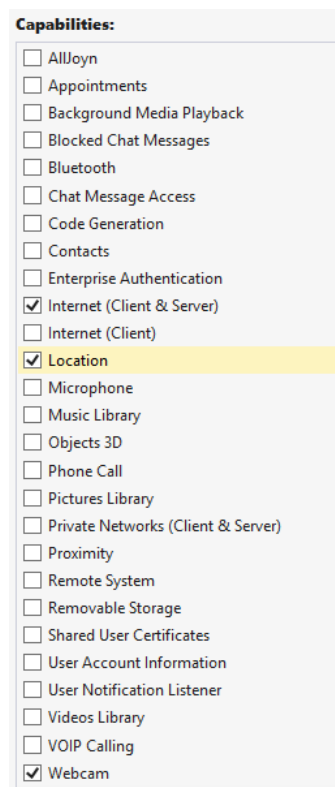 Capabilities:
AllJoyn
Appointments
Background Media Playback
Blocked Chat Messages
Bluetooth
Chat Message Access
Code Generation
Contacts
Enterprise Authentication
Internet (Client & Server)
Internet (Client)
Location
Microphone
Music Library
Objects 3D
Phone Call
Pictures Library
Private Networks (Client & Server)
Proximity
Remote System
Removable Storage
Shared User Certificates
User Account Information
User Notification Listener
Videos Library
VOIP Calling
Webcam